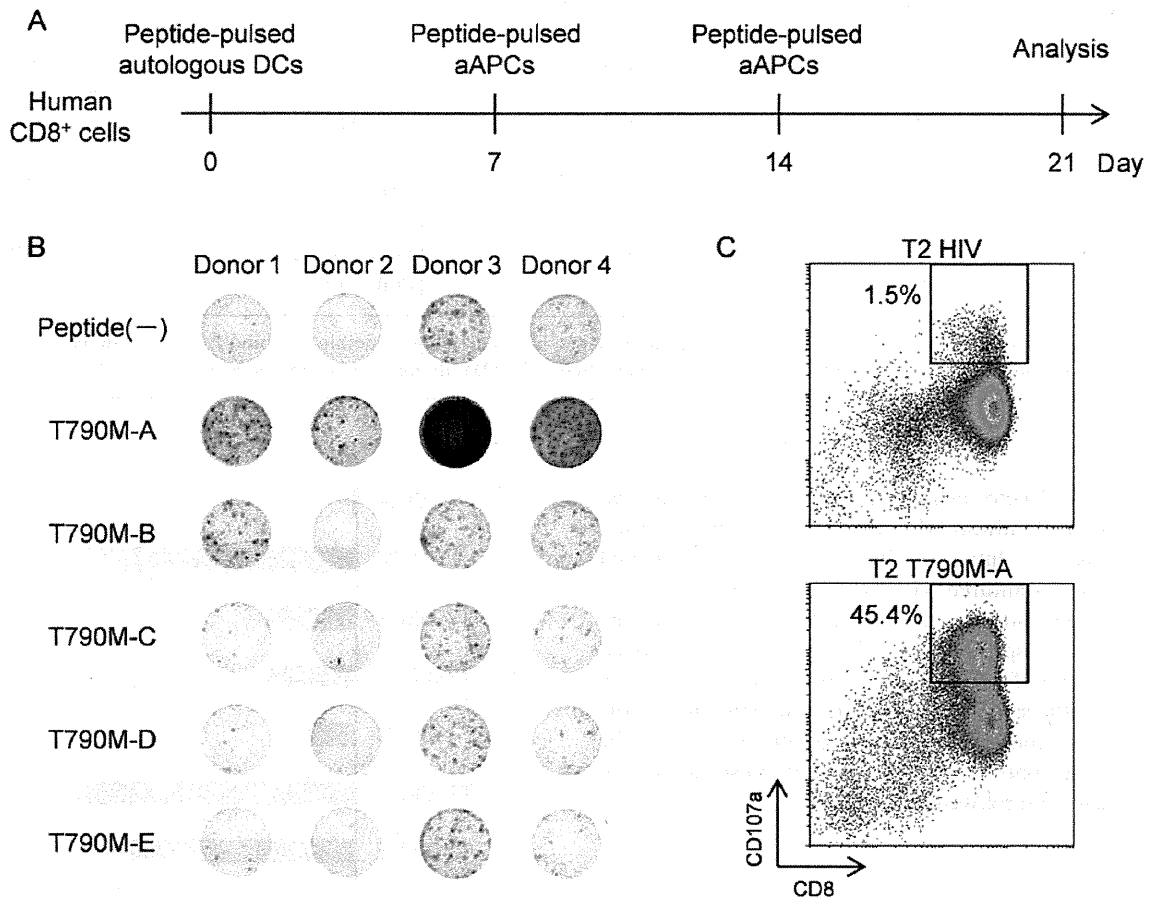 A
Peptide-pulsed
autologous DCs
Peptide-pulsed
aAPCs
Peptide-pulsed
aAPCs
Analysis
Human
CD8⁺ cells
0
7
14
21
Day
B
Donor 1
Donor 2
Donor 3
Donor 4
Peptide(—)
T790M-A
T790M-B
T790M-C
T790M-D
T790M-E
C
T2 HIV
1.5%
T2 T790M-A
45.4%
CD107a
CD8